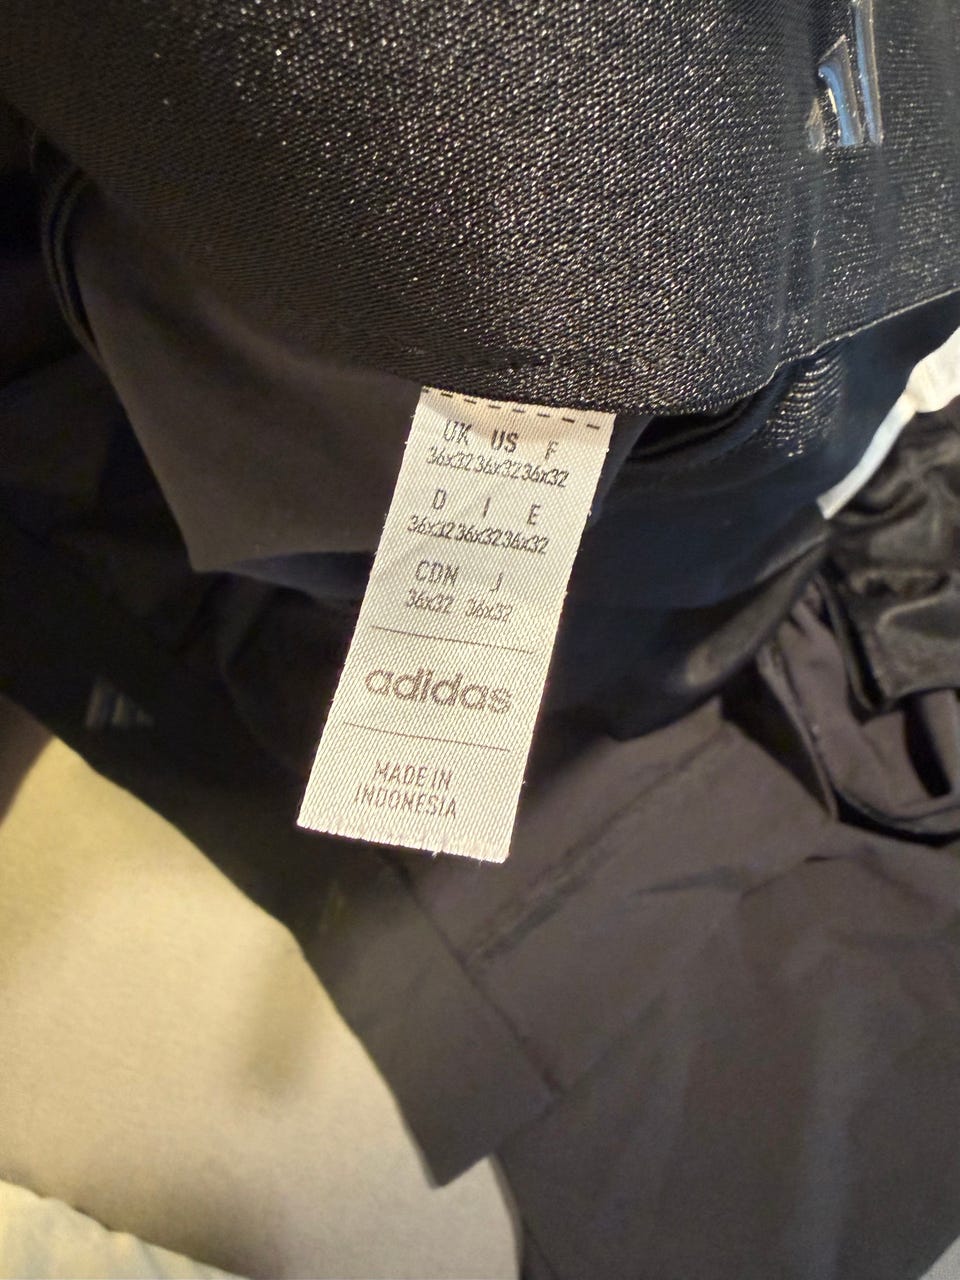 UK US F
36x32 36x32 36x32
D I E
36x32 36x32 36x32
CDN J
36x32 36x32
adidas
MADE IN
INDONESIA